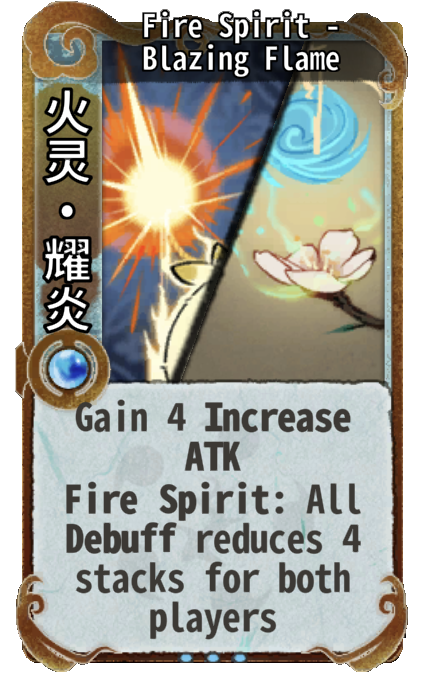 Fire Spirit -
Blazing Flame
火灵·耀炎
Gain 4 Increase
ATK
Fire Spirit: All
Debuff reduces 4
stacks for both
players